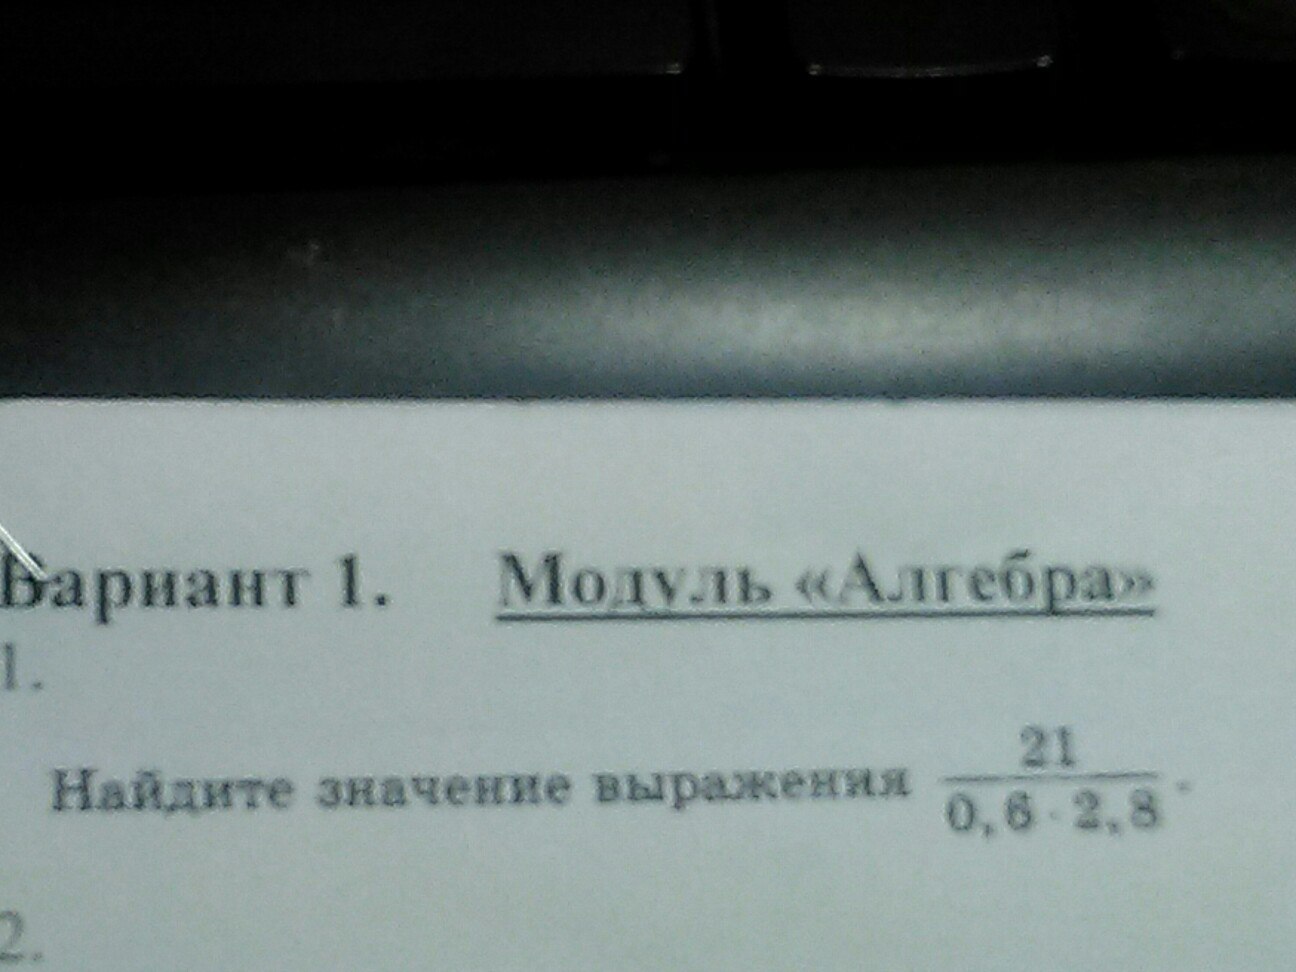 Вариант 1. Модуль «Алгебра»
1.
Найдите значение выражения 21/(0,6 · 2,8).
2.